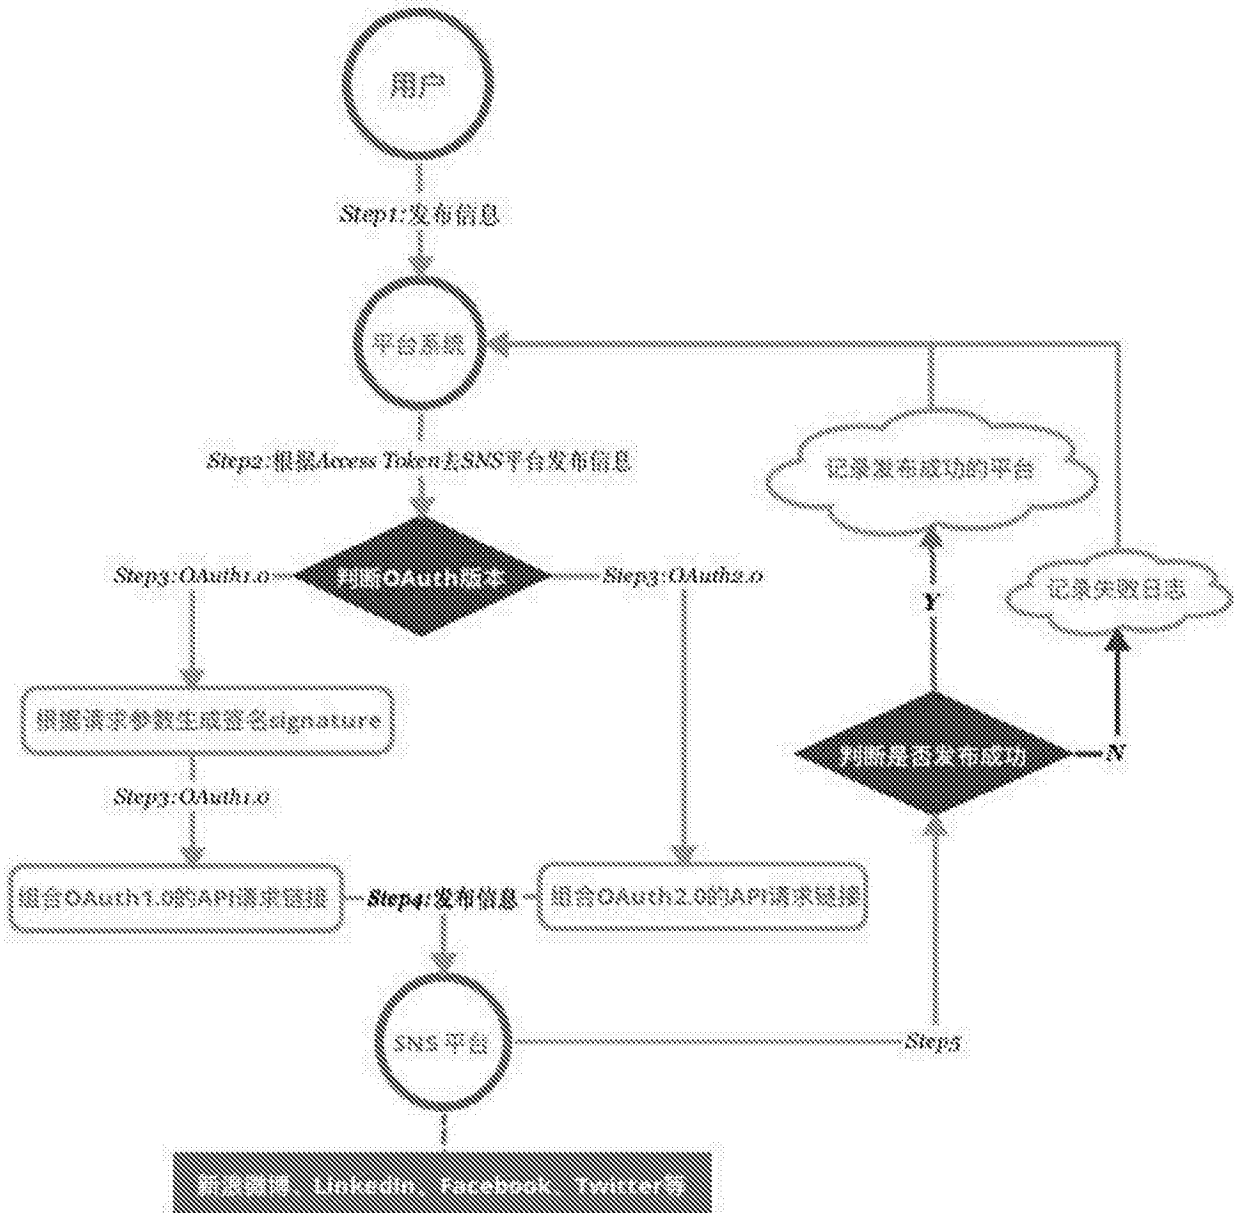 用户
Step1:发布信息
平台系统
Step2:根据Access Token去SNS平台发布信息
记录发布成功的平台
Step3:OAuth1.0
判断OAuth版本
Step3:OAuth2.0
记录失败日志
Y
根据请求参数生成签名signature
判断是否发布成功
N
Step3:OAuth1.0
组合OAuth1.0的API请求链接
Step4:发布信息
组合OAuth2.0的API请求链接
SNS 平台
Step5
新浪微博、LinkedIn、Facebook、Twitter等